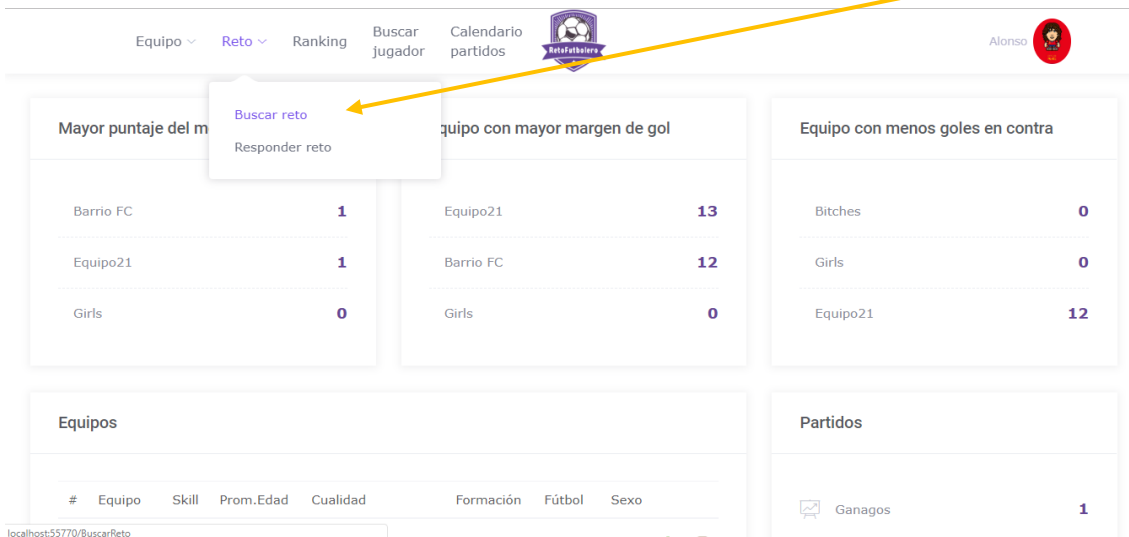 Equipo Reto Ranking Buscar jugador Calendario partidos RetoFutbolero Alonso
Buscar reto
Responder reto
Mayor puntaje del m
quipo con mayor margen de gol
Equipo con menos goles en contra
Barrio FC 1
Equipo21 1
Girls 0
Equipo21 13
Barrio FC 12
Girls 0
Bitches 0
Girls 0
Equipo21 12
Equipos
# Equipo Skill Prom.Edad Cualidad Formación Fútbol Sexo
Partidos
Ganagos 1
localhost:55770/BuscarReto